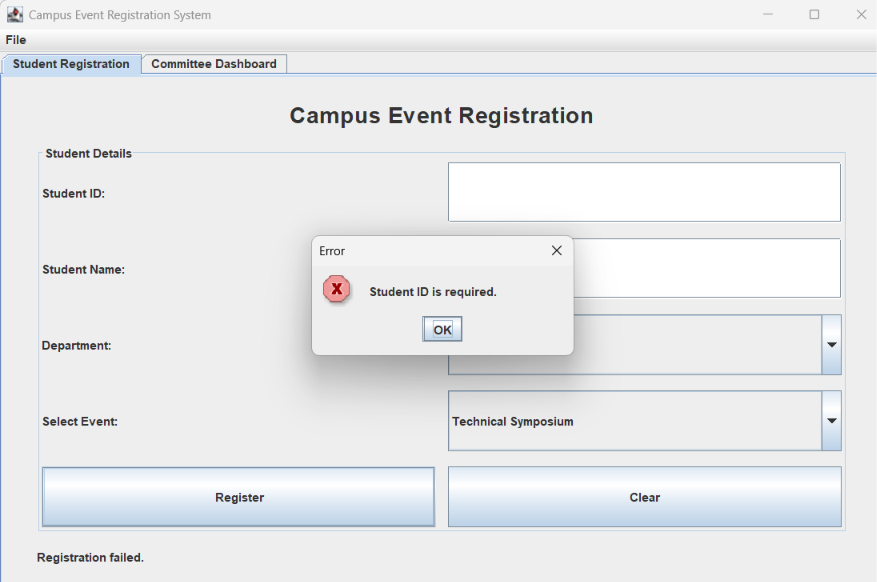 Campus Event Registration System
File
Student Registration
Committee Dashboard
Campus Event Registration
Student Details
Student ID:
Error
X
Student ID is required.
OK
Student Name:
Department:
Select Event:
Technical Symposium
Register
Clear
Registration failed.